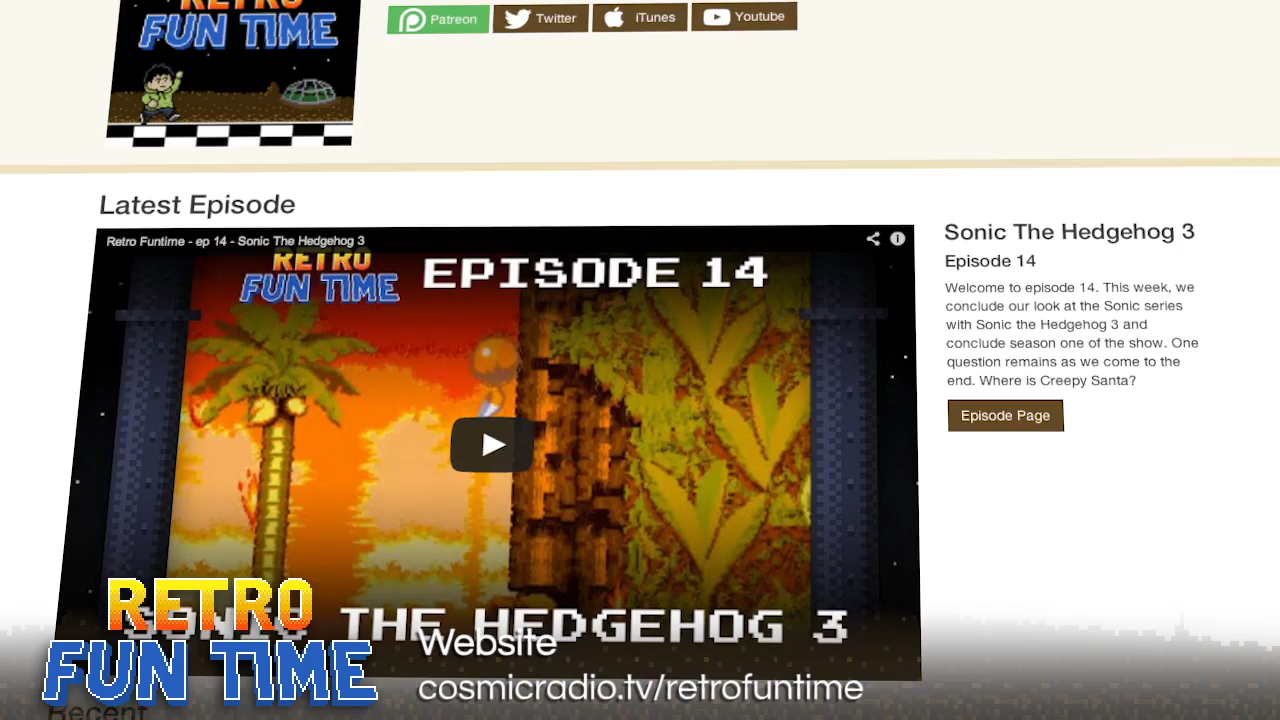 RETRO
FUN TIME
Patreon
Twitter
iTunes
Youtube
Latest Episode
Retro Funtime - ep 14 - Sonic The Hedgehog 3
RETRO
FUN TIME
EPISODE 14
SONIC THE HEDGEHOG 3
Sonic The Hedgehog 3
Episode 14
Welcome to episode 14. This week, we
conclude our look at the Sonic series
with Sonic the Hedgehog 3 and
conclude season one of the show. One
question remains as we come to the
end. Where is Creepy Santa?
Episode Page
RETRO
FUN TIME
Website
cosmicradio.tv/retrofuntime
Recent